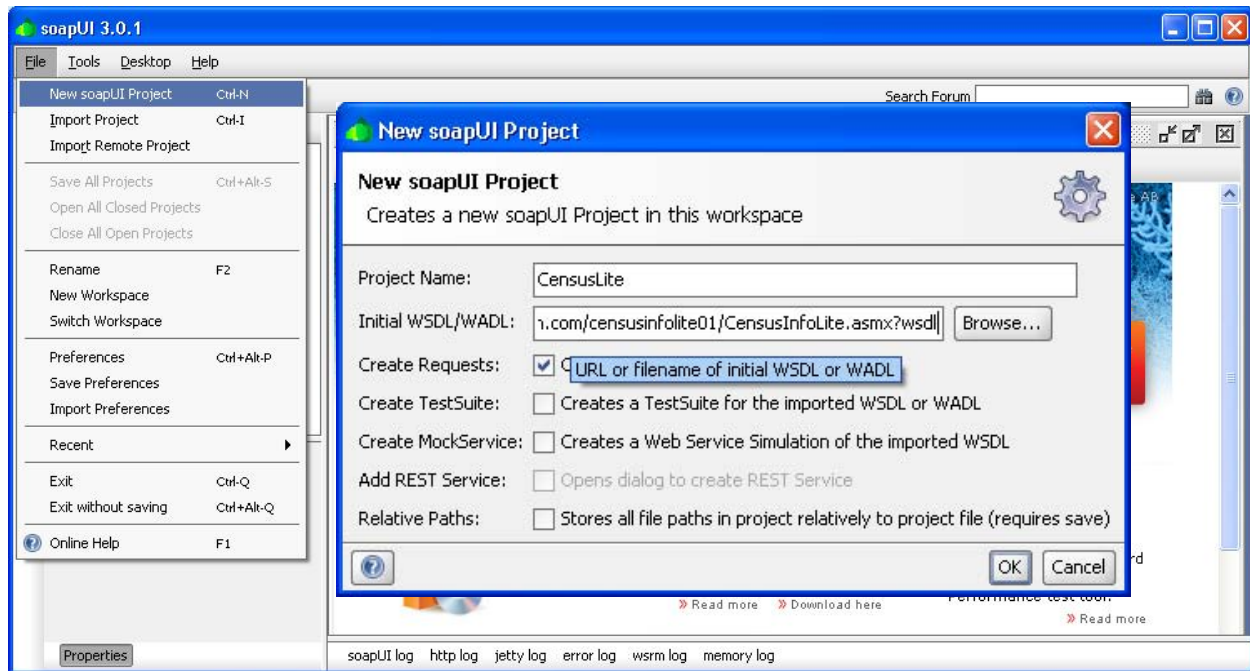 soapUI 3.0.1
File Tools Desktop Help
New soapUI Project Ctrl-N
Import Project Ctrl-I
Import Remote Project
Save All Projects Ctrl+Alt-S
Open All Closed Projects
Close All Open Projects
Rename F2
New Workspace
Switch Workspace
Preferences Ctrl+Alt-P
Save Preferences
Import Preferences
Recent
Exit Ctrl-Q
Exit without saving Ctrl+Alt-Q
Online Help F1
Properties
Search Forum
New soapUI Project
New soapUI Project
Creates a new soapUI Project in this workspace
Project Name: CensusLite
Initial WSDL/WADL: .com/censusinfolite01/CensusInfoLite.asmx?wsdl Browse...
Create Requests:
URL or filename of initial WSDL or WADL
Create TestSuite: Creates a TestSuite for the imported WSDL or WADL
Create MockService: Creates a Web Service Simulation of the imported WSDL
Add REST Service: Opens dialog to create REST Service
Relative Paths: Stores all file paths in project relatively to project file (requires save)
OK Cancel
AB
» Read more » Download here
» Read more
soapUI log http log jetty log error log wsrm log memory log